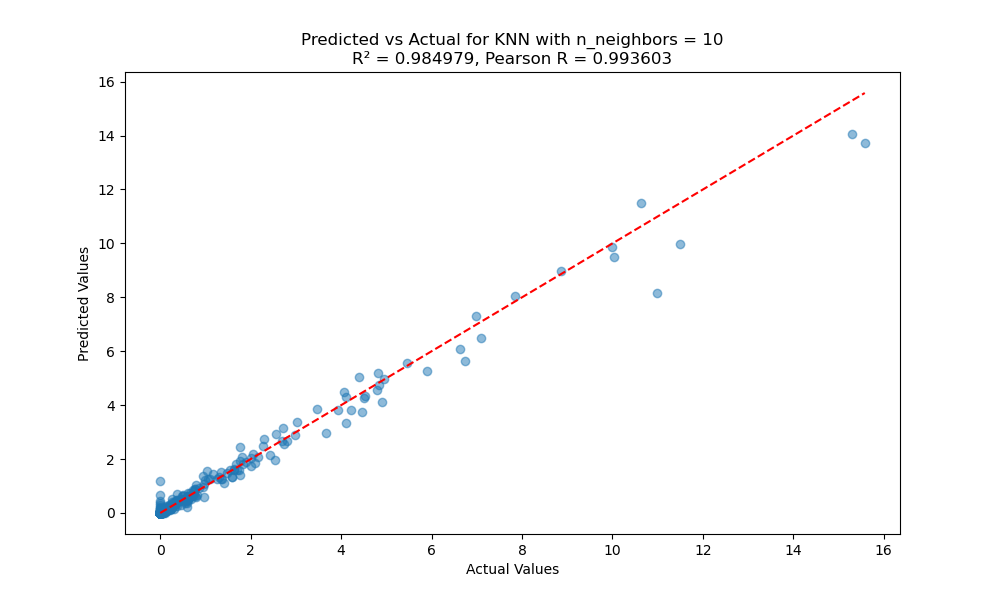 Predicted vs Actual for KNN with n_neighbors = 10
R² = 0.984979, Pearson R = 0.993603
16
14
12
10
8
6
4
2
0
Predicted Values
0 2 4 6 8 10 12 14 16
Actual Values